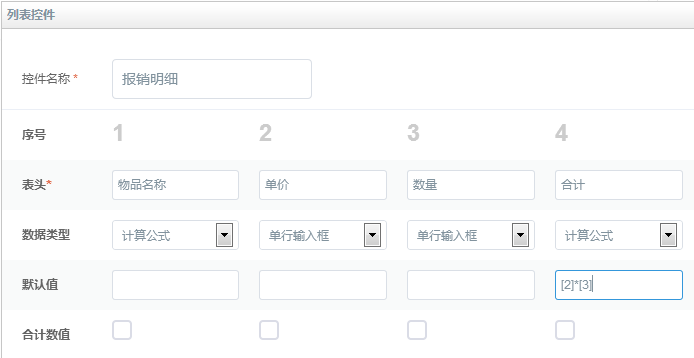 列表控件
控件名称 * 报销明细
序号 1 2 3 4
表头* 物品名称 单价 数量 合计
数据类型 计算公式 单行输入框 单行输入框 计算公式
默认值 [2]*[3]
合计数值